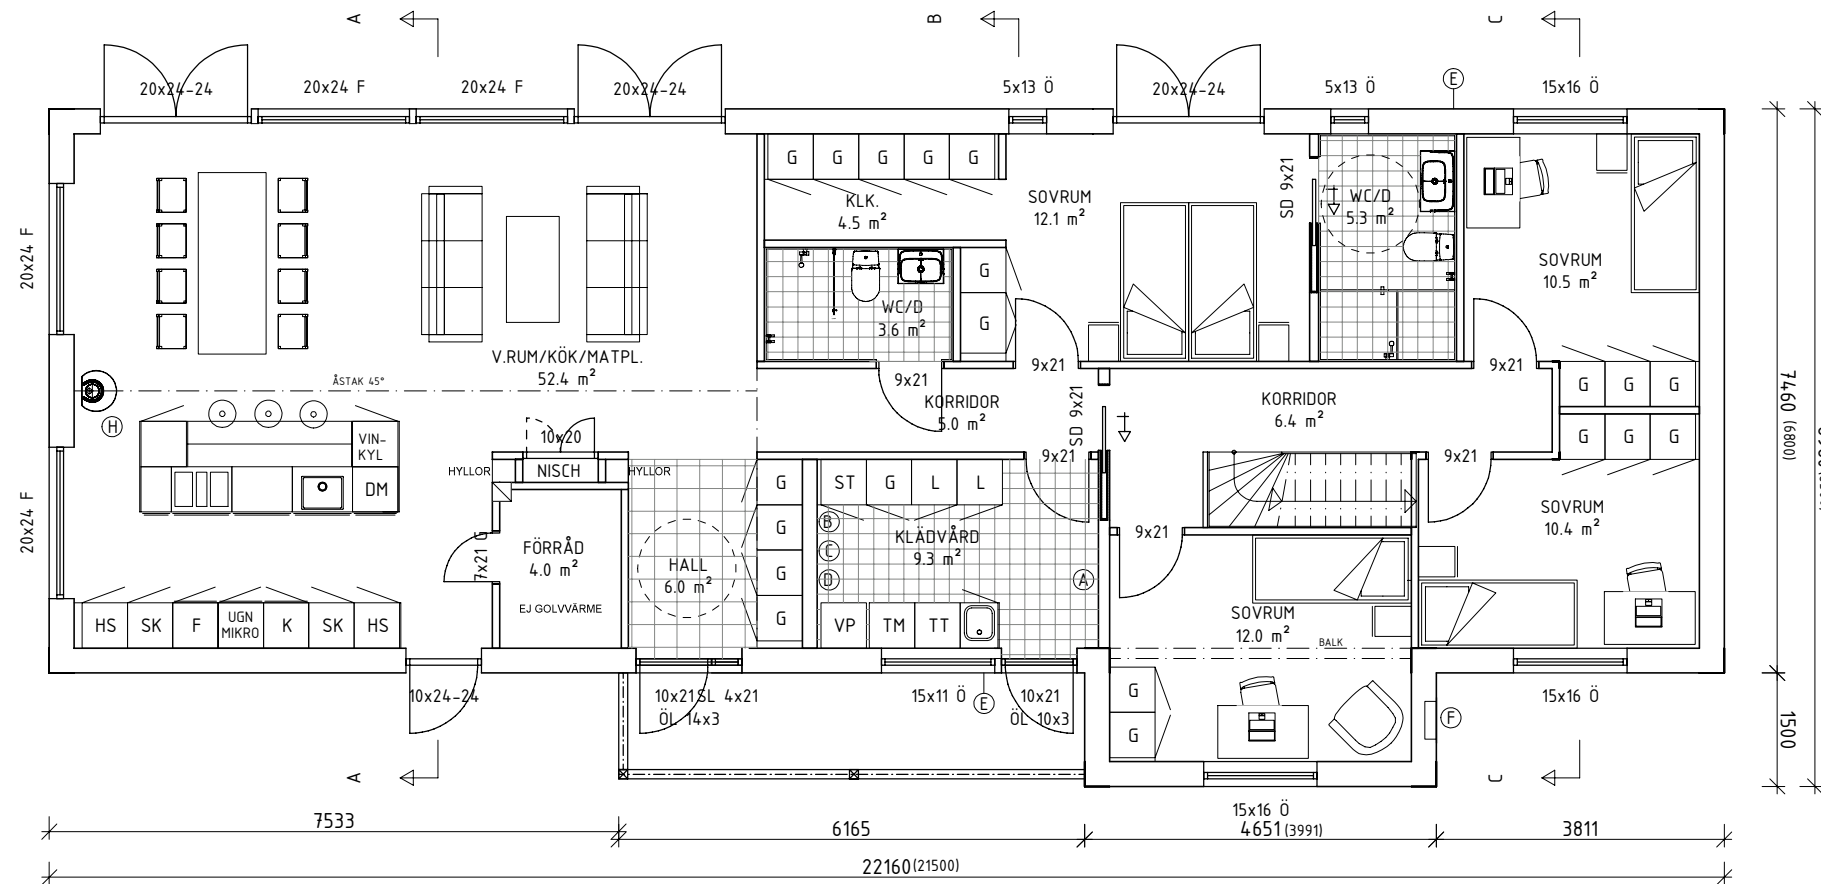 A
B
C
20x24-24
20x24 F
20x24 F
20x24-24
5x13 Ö
20x24-24
5x13 Ö
E
15x16 Ö
G
G
G
G
G
KLK.
4.5 m²
SOVRUM
12.1 m²
SD 9x21
WC/D
5.3 m²
SOVRUM
10.5 m²
20x24 F
G
G
WC/D
3.6 m²
V.RUM/KÖK/MATPL.
52.4 m²
ÅSTAK 45°
9x21
9x21
9x21
G
G
G
KORRIDOR
5.0 m²
SD 9x21
KORRIDOR
6.4 m²
7460 (6800)
H
10x20
VIN-
KYL
G
G
G
HYLLOR
NISCH
HYLLOR
9x21
9x21
DM
G
ST
G
L
L
20x24 F
B
G
KLÄDVÅRD
9.3 m²
9x21
SOVRUM
10.4 m²
7x21 G
FÖRRÅD
4.0 m²
C
HALL
6.0 m²
G
D
A
EJ GOLVVÄRME
HS
SK
F
UGN
MIKRO
K
SK
HS
G
VP
TM
TT
SOVRUM
12.0 m²
BALK
10x24-24
10x21
SL 4x21
ÖL 14x3
15x11 Ö
E
10x21
ÖL 10x3
G
G
15x16 Ö
F
1500
A
C
15x16 Ö
7533
6165
4651(3991)
3811
22160(21500)